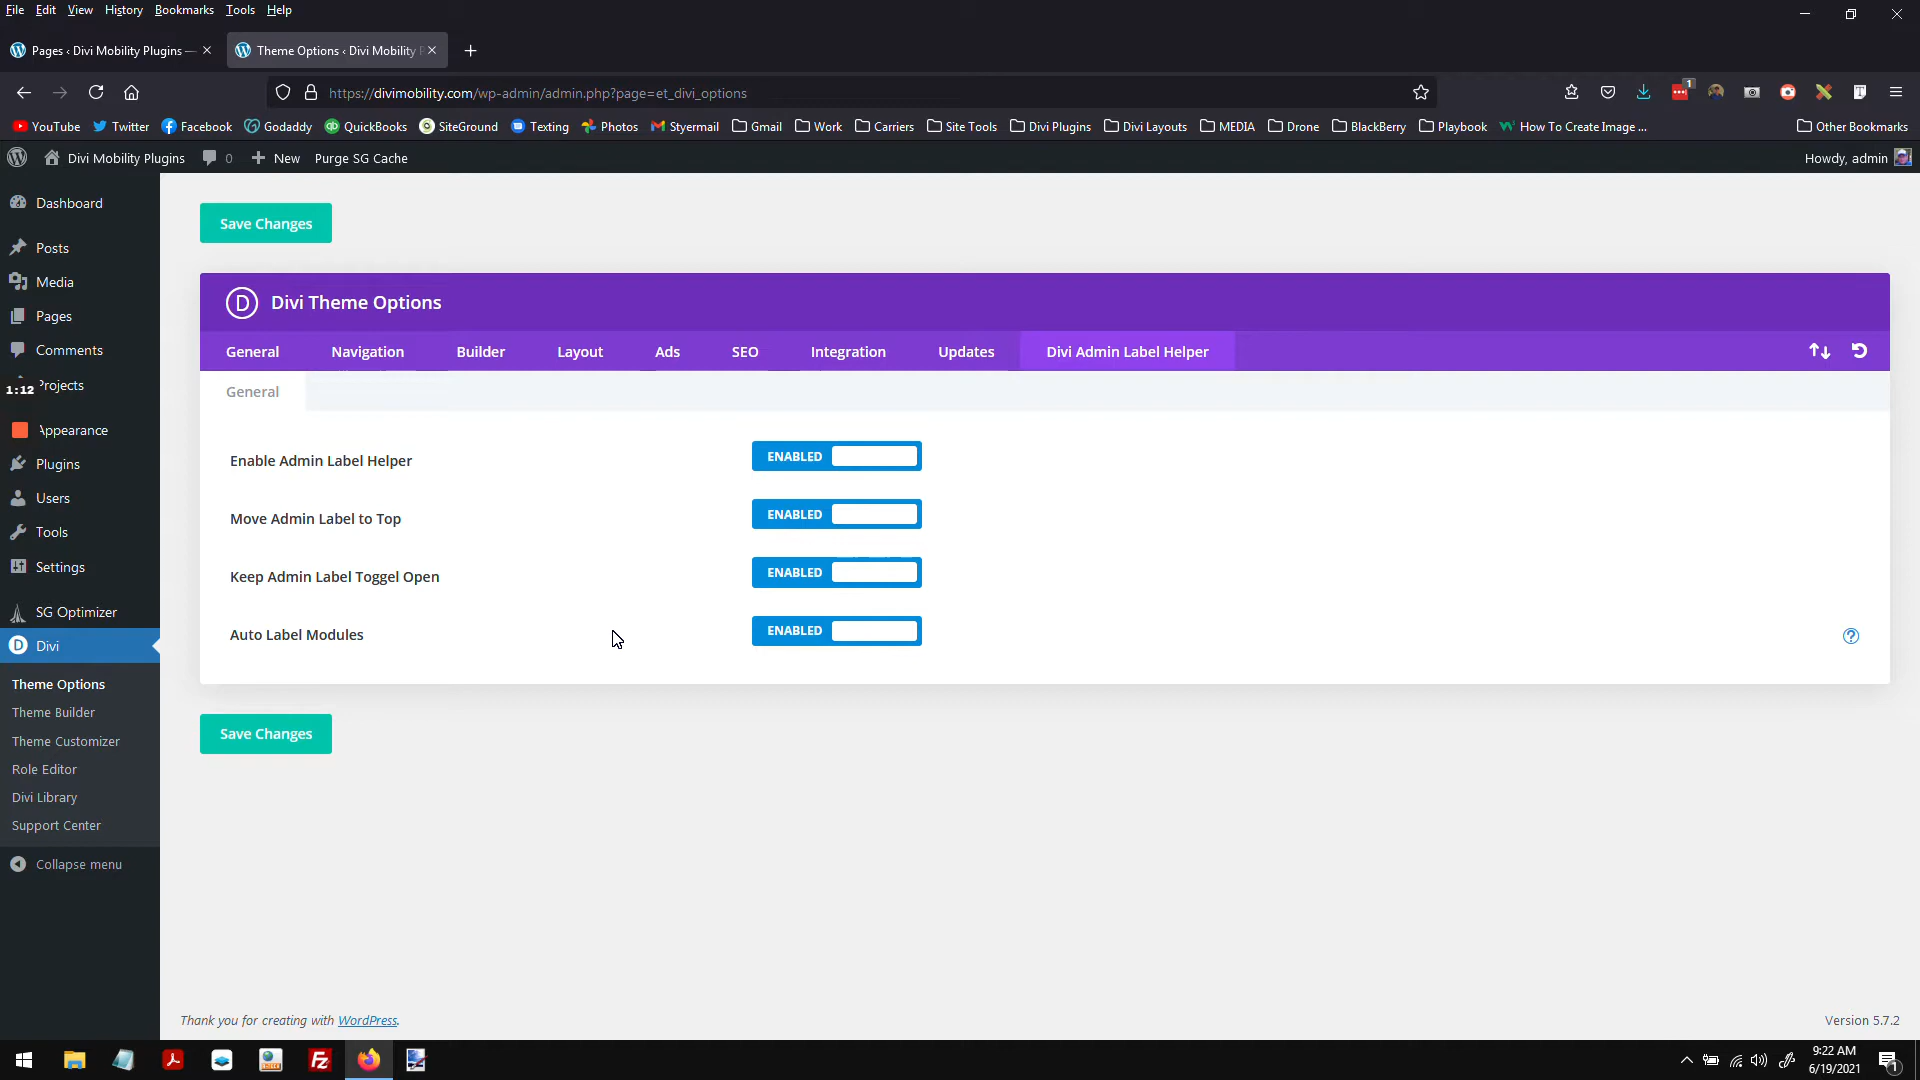 File Edit View History Bookmarks Tools Help
Pages ‹ Divi Mobility Plugins —
Theme Options ‹ Divi Mobility P
https://divimobility.com/wp-admin/admin.php?page=et_divi_options
1
YouTube Twitter Facebook Godaddy QuickBooks SiteGround Texting Photos Styermail Gmail Work Carriers Site Tools Divi Plugins Divi Layouts MEDIA Drone BlackBerry Playbook How To Create Image ... Other Bookmarks
Divi Mobility Plugins 0 New Purge SG Cache Howdy, admin
Dashboard
Posts
Media
Pages
Comments
Projects
1:12
Appearance
Plugins
Users
Tools
Settings
SG Optimizer
Divi
Theme Options
Theme Builder
Theme Customizer
Role Editor
Divi Library
Support Center
Collapse menu
Save Changes
D Divi Theme Options
General Navigation Builder Layout Ads SEO Integration Updates Divi Admin Label Helper
General
Enable Admin Label Helper ENABLED
Move Admin Label to Top ENABLED
Keep Admin Label Toggel Open ENABLED
Auto Label Modules ENABLED ?
Save Changes
Thank you for creating with WordPress.
Version 5.7.2
9:22 AM
6/19/2021
1